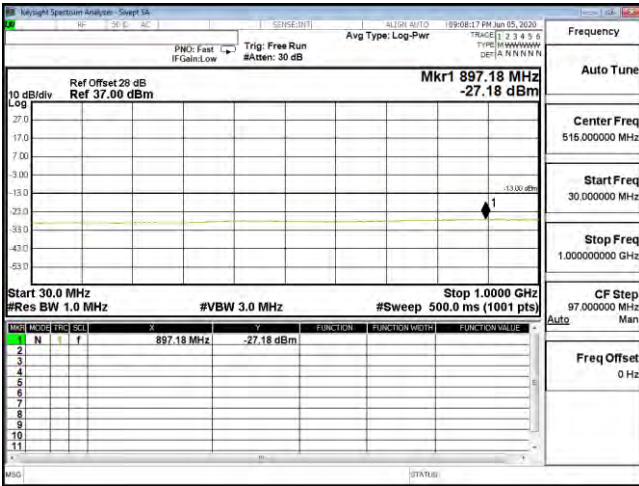 Keysight Spectrum Analyzer - Swept SA
RF 50 Ω AC SENSE:INT ALIGN AUTO 09:08:17 PM Jun 05, 2020
PNO: Fast Trig: Free Run Avg Type: Log-Pwr TRACE 1 2 3 4 5 6
IFGain:Low #Atten: 30 dB TYPE M WWWWW
DET A N N N N N
Frequency
Mkr1 897.18 MHz
-27.18 dBm
Ref Offset 28 dB
10 dB/div Ref 37.00 dBm
Log
27.0
17.0
7.00
-3.00
-13.0
-13.00 dBm
-23.0
1
-33.0
-43.0
-53.0
Start 30.0 MHz Stop 1.0000 GHz
#Res BW 1.0 MHz #VBW 3.0 MHz #Sweep 500.0 ms (1001 pts)
MKR MODE TRC SCL X Y FUNCTION FUNCTION WIDTH FUNCTION VALUE
1 N 1 f 897.18 MHz -27.18 dBm
2
3
4
5
6
7
8
9
10
11
MSG STATUS
Auto Tune
Center Freq
515.000000 MHz
Start Freq
30.000000 MHz
Stop Freq
1.000000000 GHz
CF Step
97.000000 MHz
Auto Man
Freq Offset
0 Hz